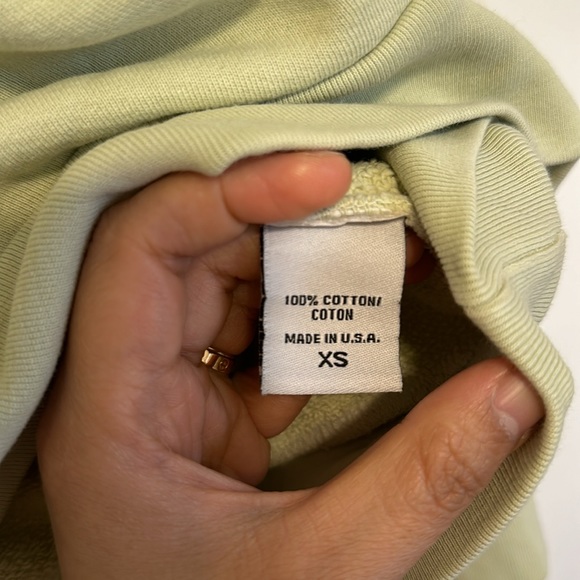 100% COTTON/
COTON
MADE IN U.S.A.
XS